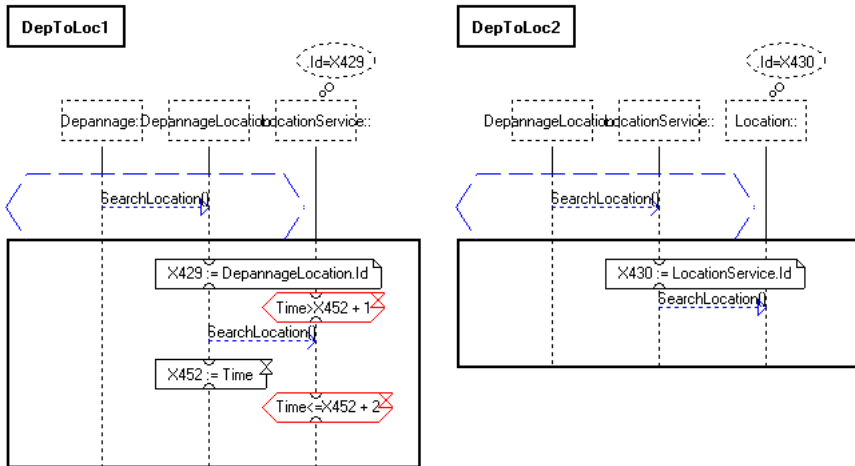 DepToLoc1
DepToLoc2
.Id=X429
.Id=X430
Depannage::
DepannageLocation::
LocationService::
DepannageLocation::
LocationService::
Location::
SearchLocation()
SearchLocation()
X429 := DepannageLocation.Id
X430 := LocationService.Id
Time>X452 + 1
SearchLocation()
SearchLocation()
X452 := Time
Time<=X452 + 2